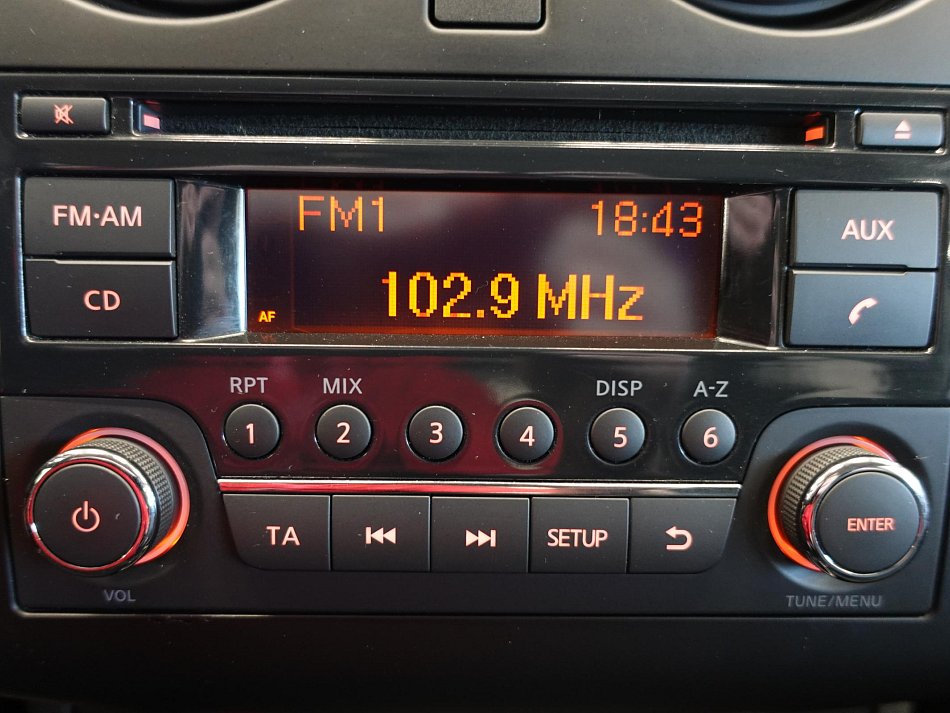 FM·AM
CD
FM1 18:43
102.9 MHz
AF
AUX
RPT MIX DISP A-Z
1 2 3 4 5 6
TA SETUP
ENTER
VOL
TUNE/MENU